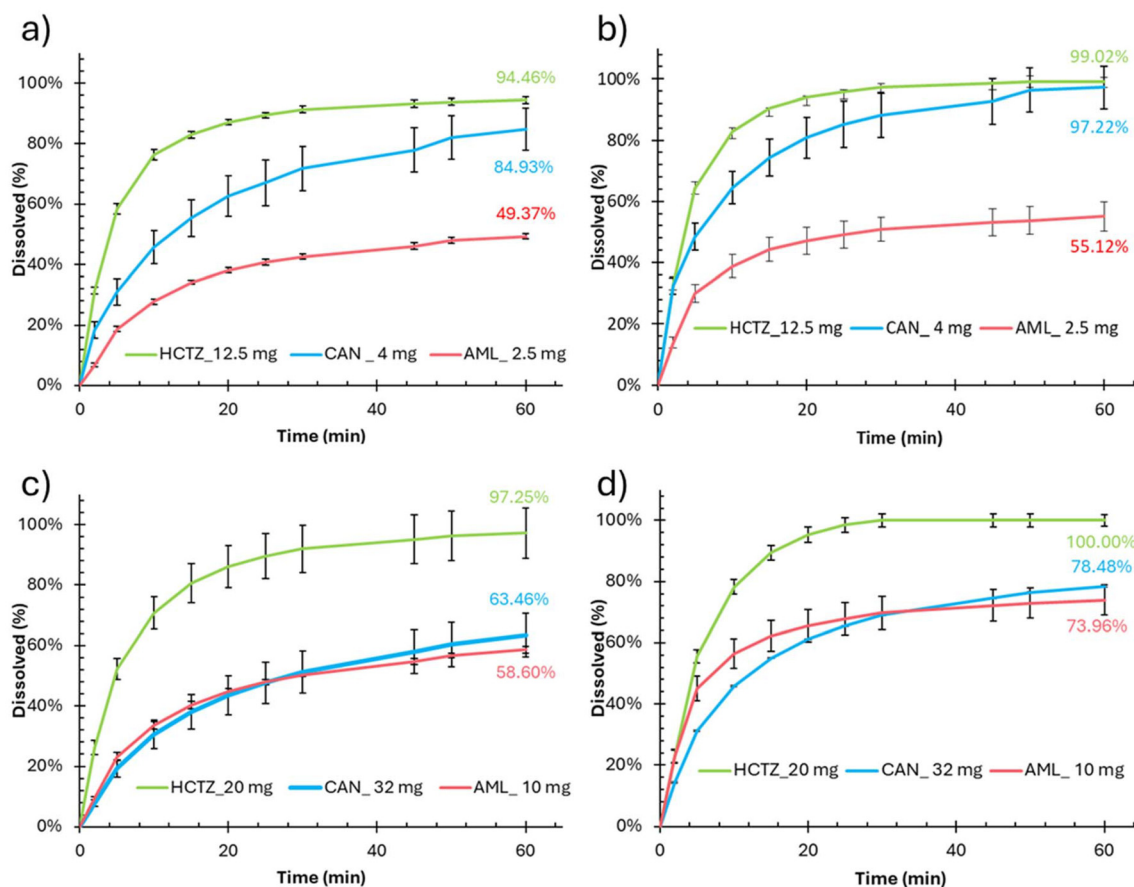 a)
Dissolved (%)
100%
80%
60%
40%
20%
0%
94.46%
84.93%
49.37%
HCTZ_12.5 mg CAN _ 4 mg AML_ 2.5 mg
0 20 40 60
Time (min)
b)
Dissolved (%)
100%
80%
60%
40%
20%
0%
99.02%
97.22%
55.12%
HCTZ_12.5 mg CAN_ 4 mg AML_ 2.5 mg
0 20 40 60
Time (min)
c)
Dissolved (%)
100%
80%
60%
40%
20%
0%
97.25%
63.46%
58.60%
HCTZ_20 mg CAN_ 32 mg AML_ 10 mg
0 20 40 60
Time (min)
d)
Dissolved (%)
100%
80%
60%
40%
20%
0%
100.00%
78.48%
73.96%
HCTZ_20 mg CAN_ 32 mg AML_ 10 mg
0 20 40 60
Time (min)